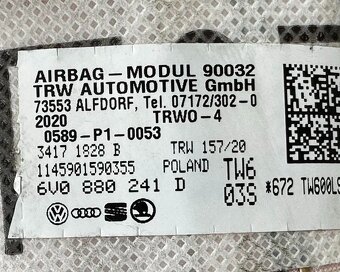 AIRBAG – MODUL 90032
TRW AUTOMOTIVE GmbH
73553 ALFDORF, Tel. 07172/302-0
2020 TRWO-4
0589-P1-0053
3417 1828 B TRW 157/20
1145901590355 POLAND TW6
6V0 880 241 D 03S *672 TW600LS